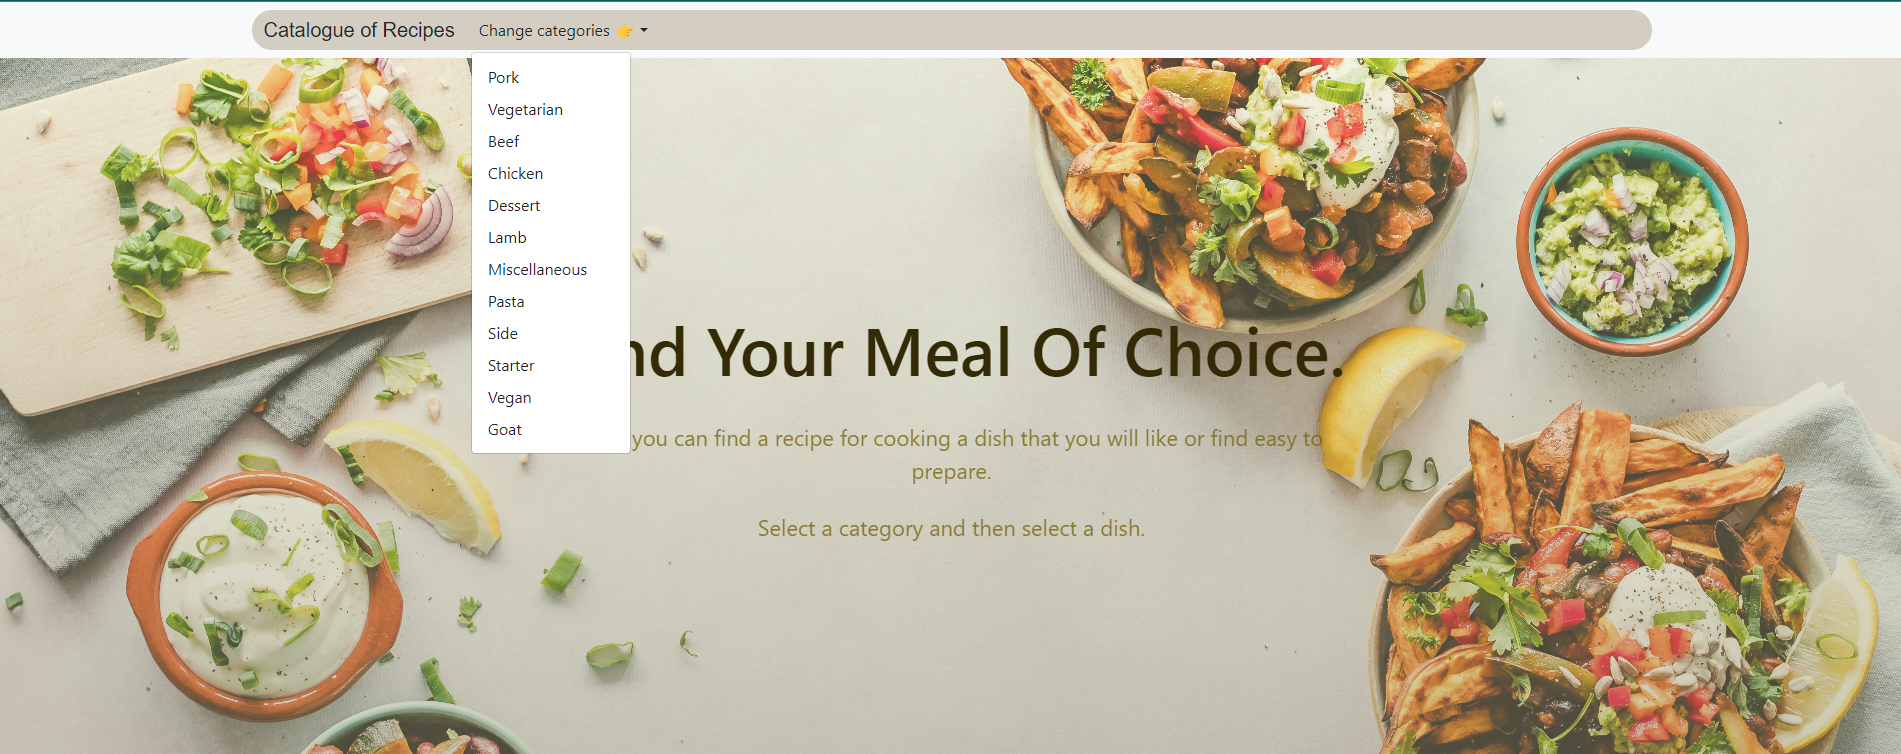 Catalogue of Recipes Change categories 👉
Pork
Vegetarian
Beef
Chicken
Dessert
Lamb
Miscellaneous
Pasta
Side
Starter
Vegan
Goat
nd Your Meal Of Choice.
you can find a recipe for cooking a dish that you will like or find easy to
prepare.
Select a category and then select a dish.